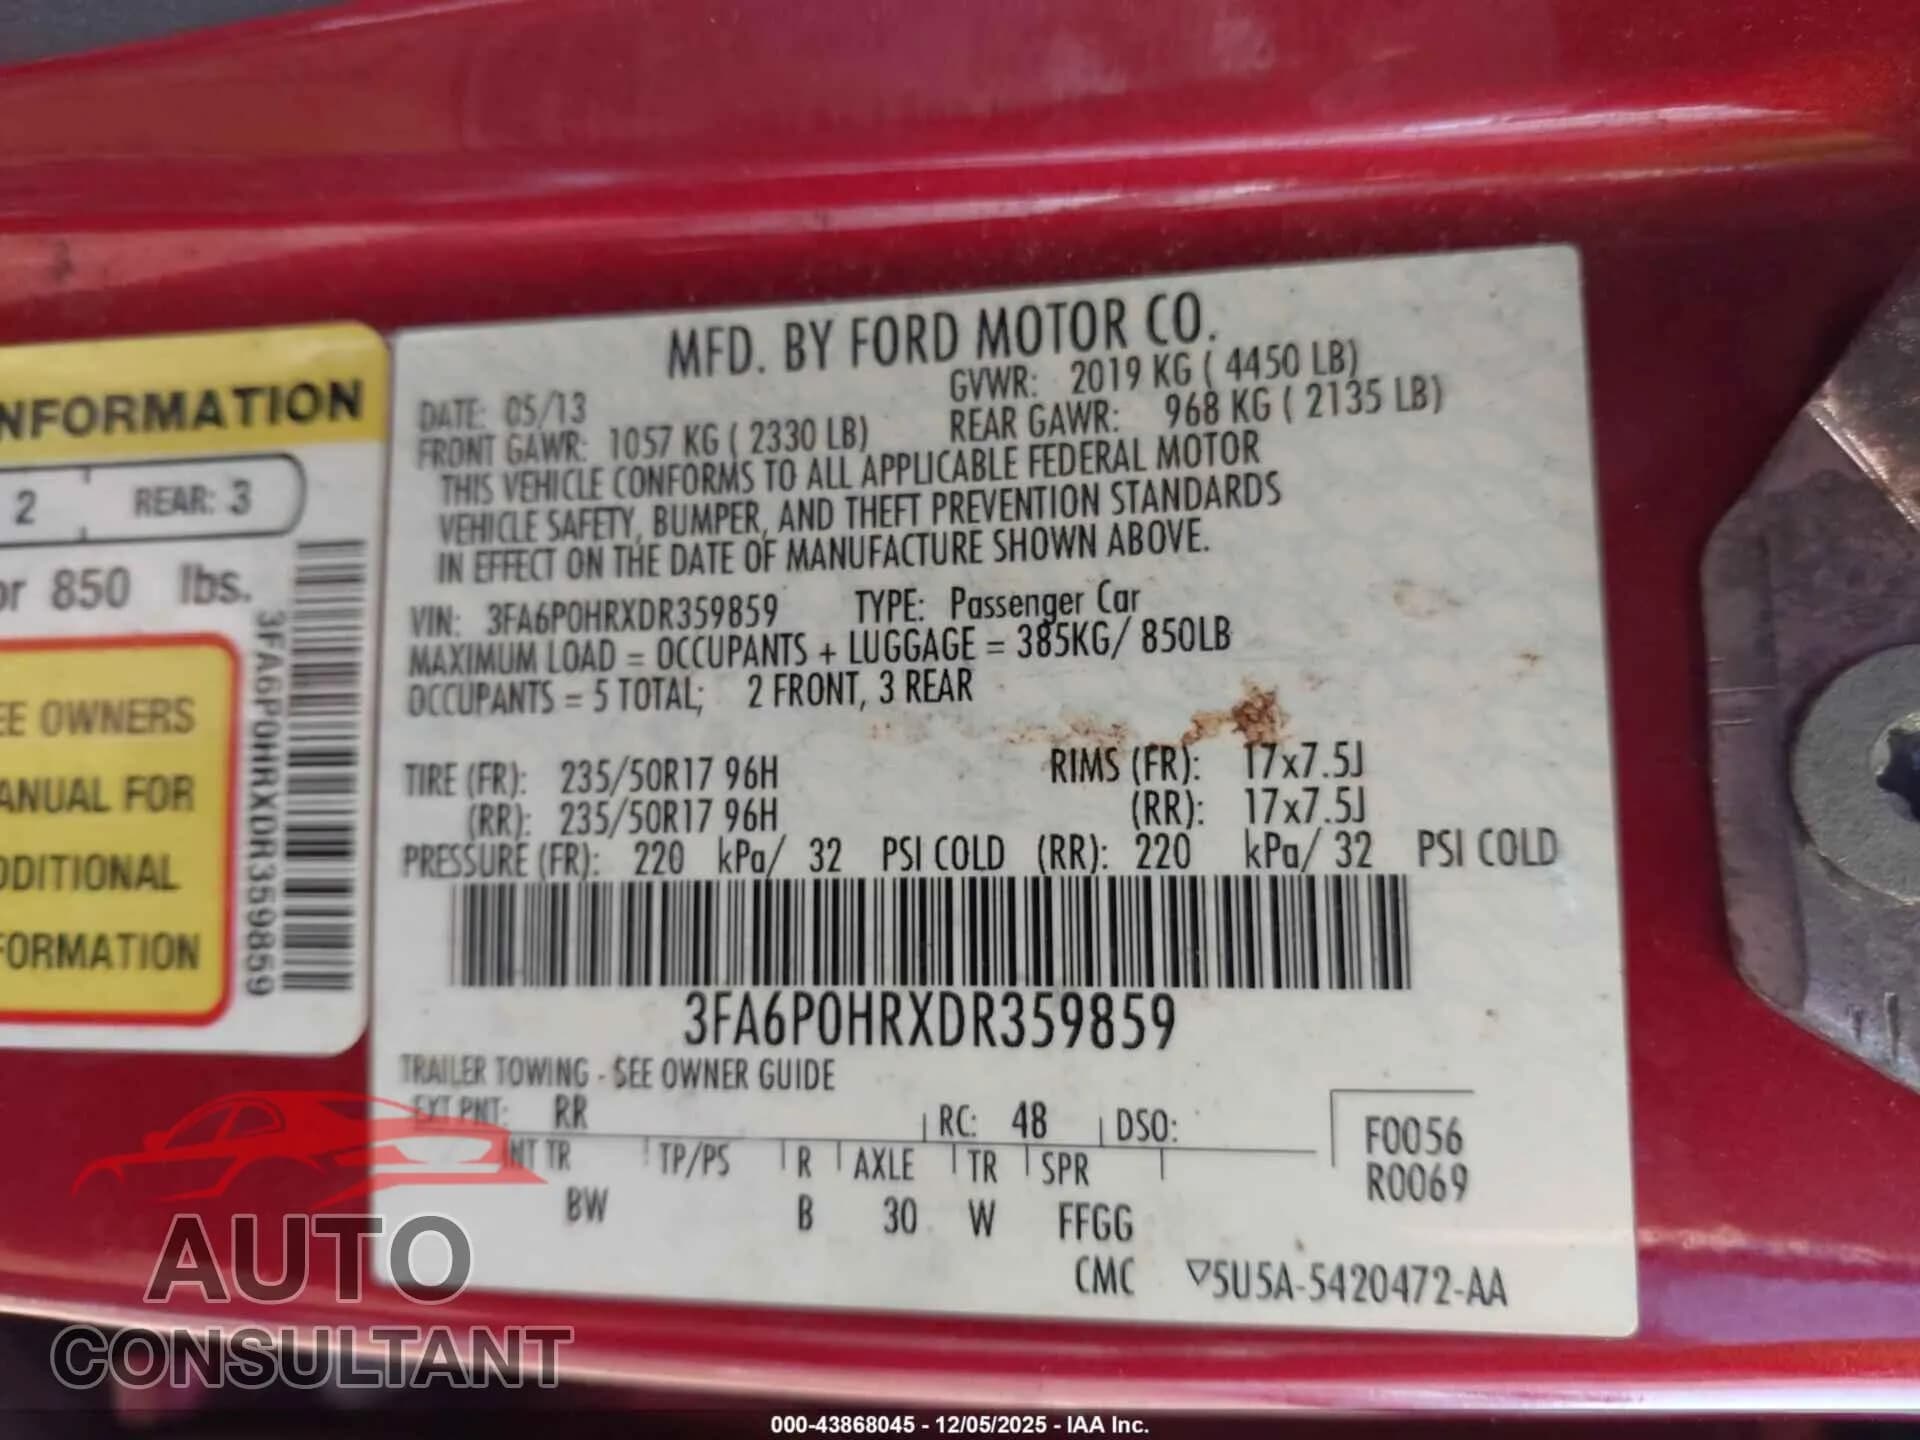 NFORMATION
2 REAR: 3
or 850 lbs.
EE OWNERS
ANUAL FOR
DDITIONAL
FORMATION
3FA6P0HRXDR359859
MFD. BY FORD MOTOR CO.
DATE: 05/13 GVWR: 2019 KG ( 4450 LB)
FRONT GAWR: 1057 KG ( 2330 LB) REAR GAWR: 968 KG ( 2135 LB)
THIS VEHICLE CONFORMS TO ALL APPLICABLE FEDERAL MOTOR
VEHICLE SAFETY, BUMPER, AND THEFT PREVENTION STANDARDS
IN EFFECT ON THE DATE OF MANUFACTURE SHOWN ABOVE.
VIN: 3FA6P0HRXDR359859 TYPE: Passenger Car
MAXIMUM LOAD = OCCUPANTS + LUGGAGE = 385KG/ 850LB
OCCUPANTS = 5 TOTAL; 2 FRONT, 3 REAR
TIRE (FR): 235/50R17 96H RIMS (FR): 17x7.5J
(RR): 235/50R17 96H (RR): 17x7.5J
PRESSURE (FR): 220 kPa/ 32 PSI COLD (RR): 220 kPa/ 32 PSI COLD
3FA6P0HRXDR359859
TRAILER TOWING - SEE OWNER GUIDE
EXT PNT: RR RC: 48 DSO:
INT TR TP/PS R AXLE TR SPR
BW B 30 W FFGG
F0056
R0069
CMC ▽5U5A-5420472-AA
AUTO
CONSULTANT
000-43868045 - 12/05/2025 - IAA Inc.